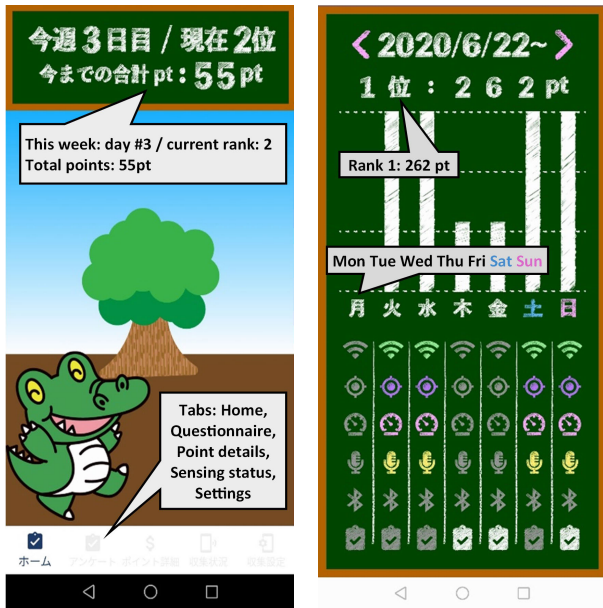 今週3日目 / 現在2位
今までの合計pt:55pt
This week: day #3 / current rank: 2
Total points: 55pt
Tabs: Home,
Questionnaire,
Point details,
Sensing status,
Settings
ホーム アンケート ポイント詳細 収集状況 収集設定
2020/6/22~
1位:262pt
Rank 1: 262 pt
Mon Tue Wed Thu Fri Sat Sun
月 火 水 木 金 土 日